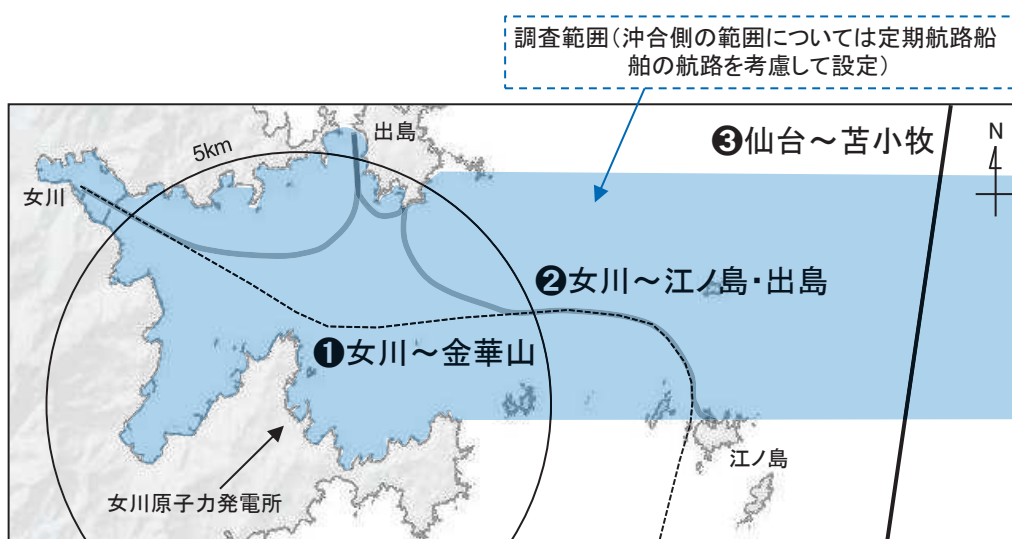 調査範囲(沖合側の範囲については定期航路船
舶の航路を考慮して設定)
出島
❸仙台～苫小牧
N
5km
女川
❷女川～江ノ島・出島
❶女川～金華山
江ノ島
女川原子力発電所